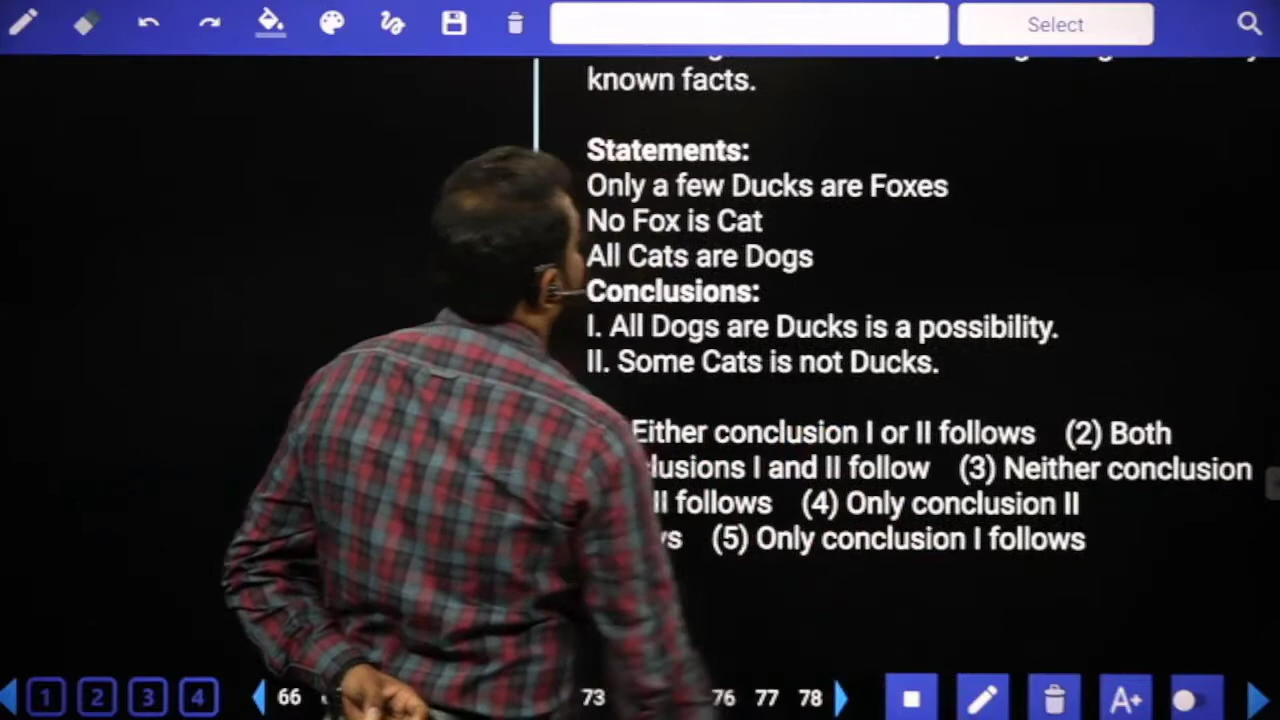 Select
known facts.
Statements:
Only a few Ducks are Foxes
No Fox is Cat
All Cats are Dogs
Conclusions:
I. All Dogs are Ducks is a possibility.
II. Some Cats is not Ducks.
Either conclusion I or II follows (2) Both
I and II follow (3) Neither conclusion
II follows (4) Only conclusion II
(5) Only conclusion I follows
1 2 3 4 66 73 76 77 78 A+